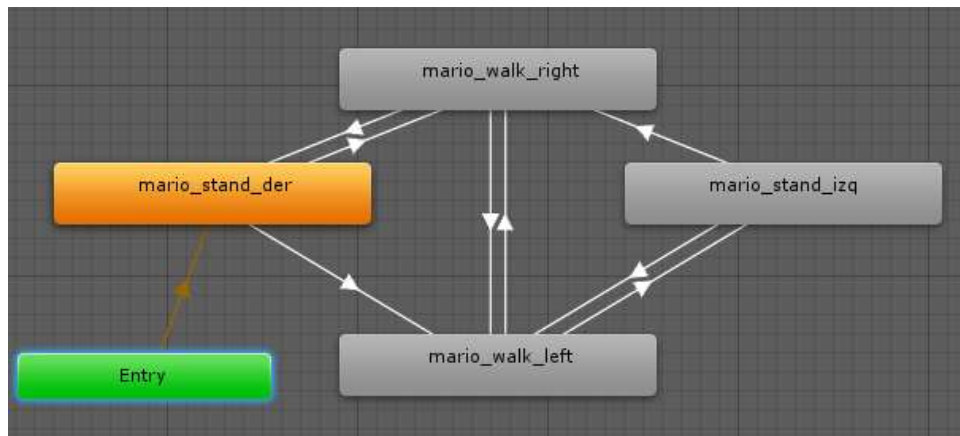 mario_walk_right
mario_stand_der
mario_stand_izq
mario_walk_left
Entry